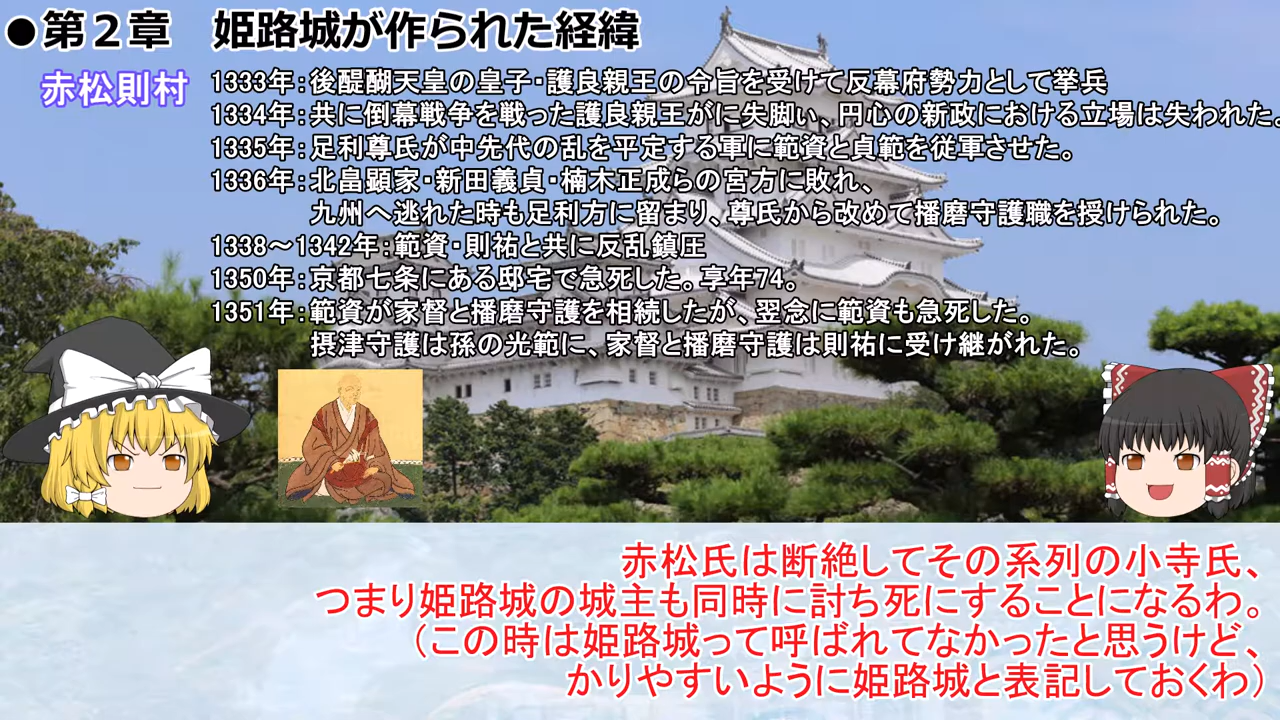 ●第２章　姫路城が作られた経緯
赤松則村
1333年：後醍醐天皇の皇子・護良親王の令旨を受けて反幕府勢力として挙兵
1334年：共に倒幕戦争を戦った護良親王がに失脚ぃ、円心の新政における立場は失われた。
1335年：足利尊氏が中先代の乱を平定する軍に範資と貞範を従軍させた。
1336年：北畠顕家・新田義貞・楠木正成らの宮方に敗れ、
九州へ逃れた時も足利方に留まり、尊氏から改めて播磨守護職を授けられた。
1338～1342年：範資・則祐と共に反乱鎮圧
1350年：京都七条にある邸宅で急死した。享年74。
1351年：範資が家督と播磨守護を相続したが、翌念に範資も急死した。
摂津守護は孫の光範に、家督と播磨守護は則祐に受け継がれた。
赤松氏は断絶してその系列の小寺氏、
つまり姫路城の城主も同時に討ち死にすることになるわ。
（この時は姫路城って呼ばれてなかったと思うけど、
かりやすいように姫路城と表記しておくわ）